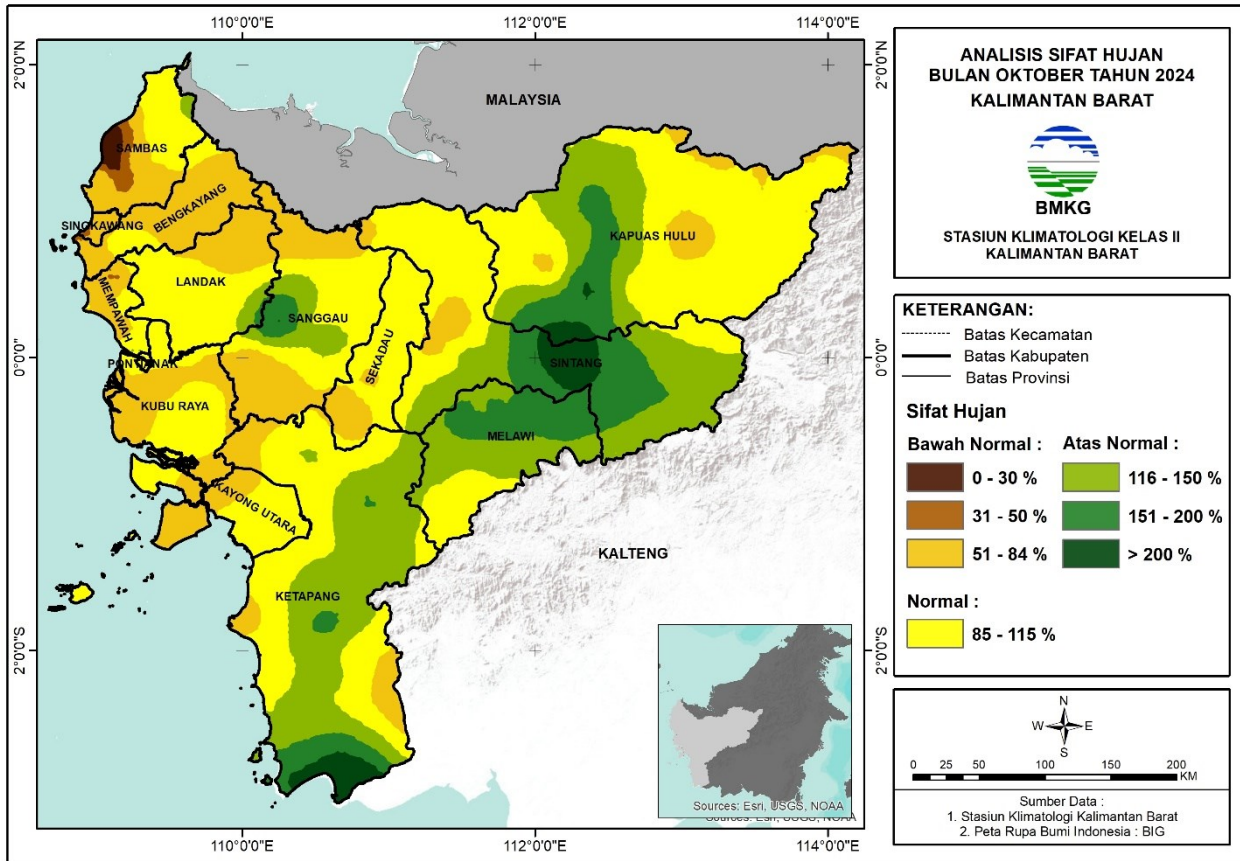 110°0'0"E
112°0'0"E
114°0'0"E
2°0'0"N
2°0'0"N
MALAYSIA
SAMBAS
BENGKAYANG
SINGKAWANG
KAPUAS HULU
LANDAK
MEMPAWAH
SANGGAU
SEKADAU
SINTANG
PONTIANAK
0°0'0"
0°0'0"
KUBU RAYA
MELAWI
KAYONG UTARA
KALTENG
KETAPANG
2°0'0"S
2°0'0"S
Sources: Esri, USGS, NOAA
Sources: Esri, USGS, NOAA
110°0'0"E
112°0'0"E
114°0'0"E
ANALISIS SIFAT HUJAN
BULAN OKTOBER TAHUN 2024
KALIMANTAN BARAT
BMKG
STASIUN KLIMATOLOGI KELAS II
KALIMANTAN BARAT
KETERANGAN:
Batas Kecamatan
Batas Kabupaten
Batas Provinsi
Sifat Hujan
Bawah Normal :
0 - 30 %
31 - 50 %
51 - 84 %
Atas Normal :
116 - 150 %
151 - 200 %
> 200 %
Normal :
85 - 115 %
N
W
E
S
0 25 50 100 150 200
KM
Sumber Data :
1. Stasiun Klimatologi Kalimantan Barat
2. Peta Rupa Bumi Indonesia : BIG